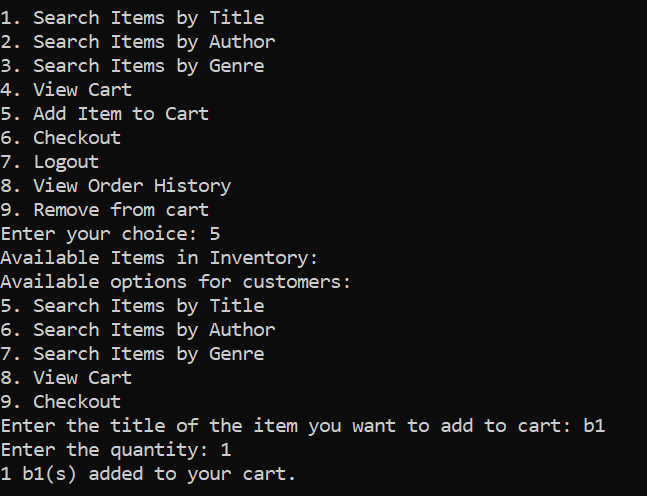 1. Search Items by Title
2. Search Items by Author
3. Search Items by Genre
4. View Cart
5. Add Item to Cart
6. Checkout
7. Logout
8. View Order History
9. Remove from cart
Enter your choice: 5
Available Items in Inventory:
Available options for customers:
5. Search Items by Title
6. Search Items by Author
7. Search Items by Genre
8. View Cart
9. Checkout
Enter the title of the item you want to add to cart: b1
Enter the quantity: 1
1 b1(s) added to your cart.